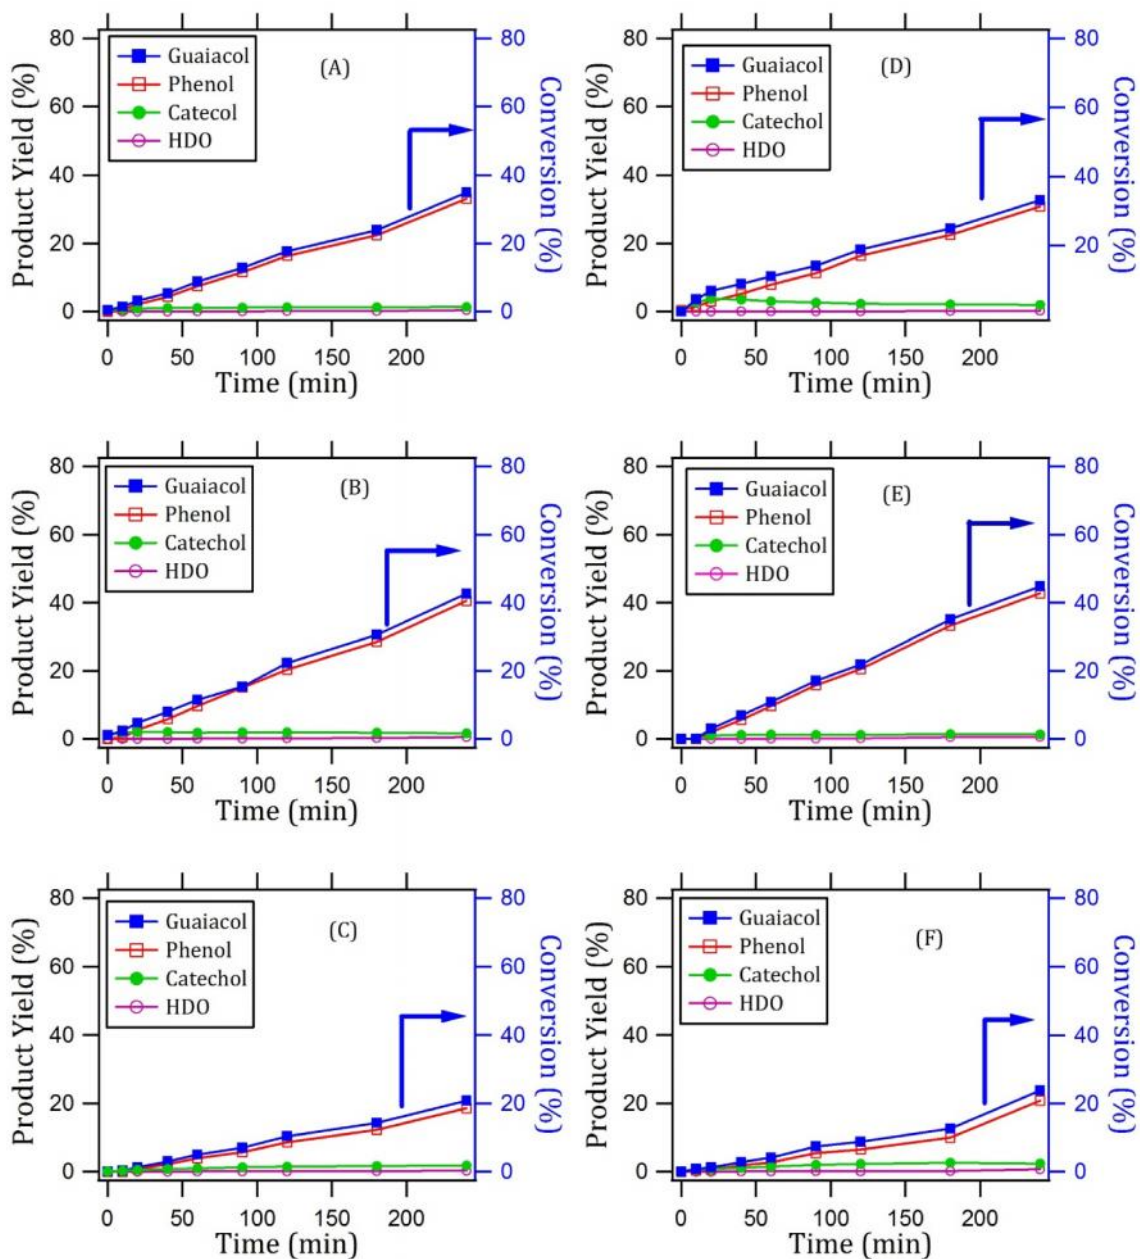 80
60
40
20
0
Product Yield (%)
Guaiacol
Phenol
Catecol
HDO
(A)
80
60
40
20
0
Conversion (%)
0 50 100 150 200
Time (min)
80
60
40
20
0
Product Yield (%)
Guaiacol
Phenol
Catechol
HDO
(D)
80
60
40
20
Conversion (%)
0 50 100 150 200
Time (min)
80
60
40
20
0
Product Yield (%)
Guaiacol
Phenol
Catechol
HDO
(B)
80
60
40
20
0
Conversion (%)
0 50 100 150 200
Time (min)
80
60
40
20
0
Product Yield (%)
Guaiacol
Phenol
Catechol
HDO
(E)
80
60
40
20
0
Conversion (%)
0 50 100 150 200
Time (min)
80
60
40
20
0
Product Yield (%)
Guaiacol
Phenol
Catechol
HDO
(C)
80
60
40
20
0
Conversion (%)
0 50 100 150 200
Time (min)
80
60
40
20
0
Product Yield (%)
Guaiacol
Phenol
Catechol
HDO
(F)
80
60
40
20
0
Conversion (%)
0 50 100 150 200
Time (min)